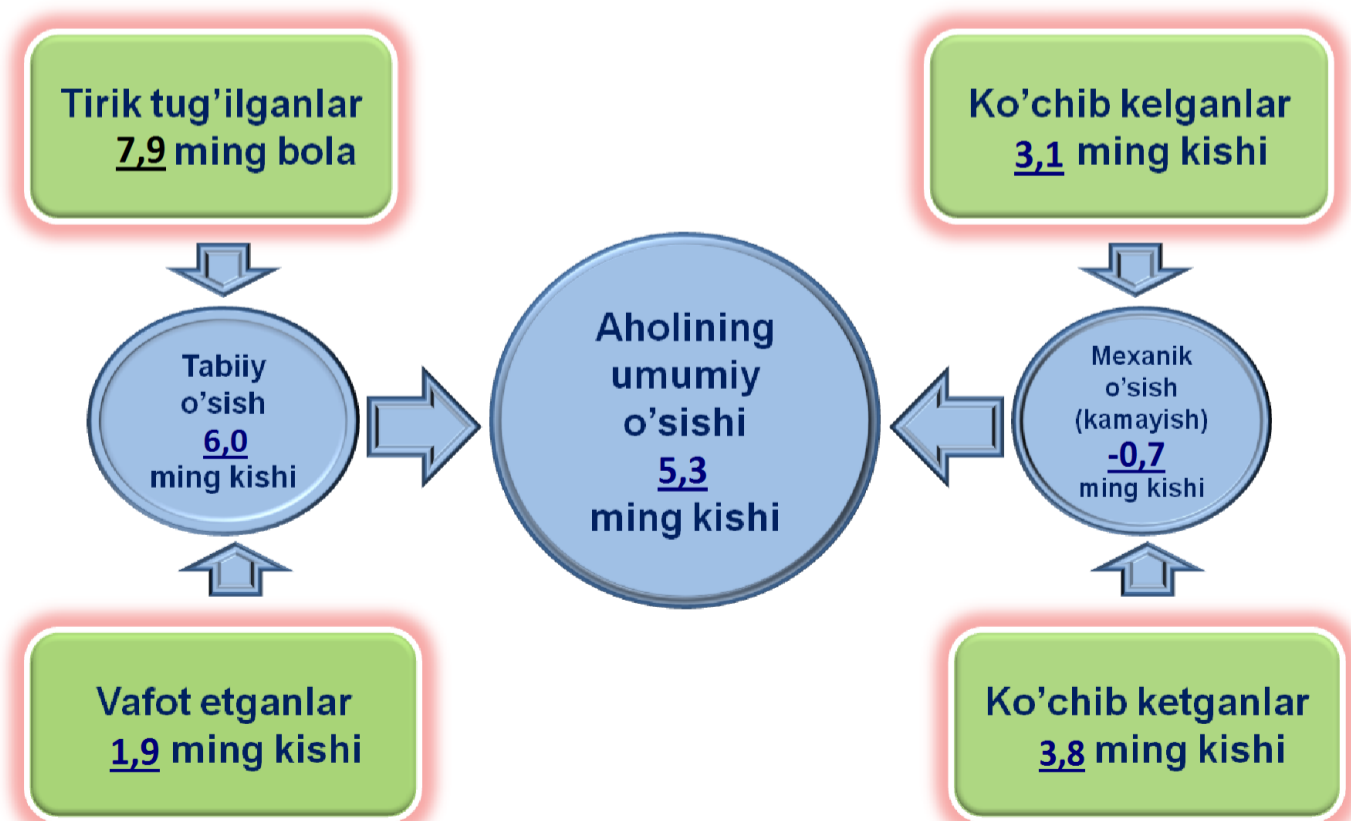 Tirik tug’ilganlar
7,9 ming bola
Ko’chib kelganlar
3,1 ming kishi
Tabiiy
o’sish
6,0
ming kishi
Aholining
umumiy
o’sishi
5,3
ming kishi
Mexanik
o’sish
(kamayish)
-0,7
ming kishi
Vafot etganlar
1,9 ming kishi
Ko’chib ketganlar
3,8 ming kishi